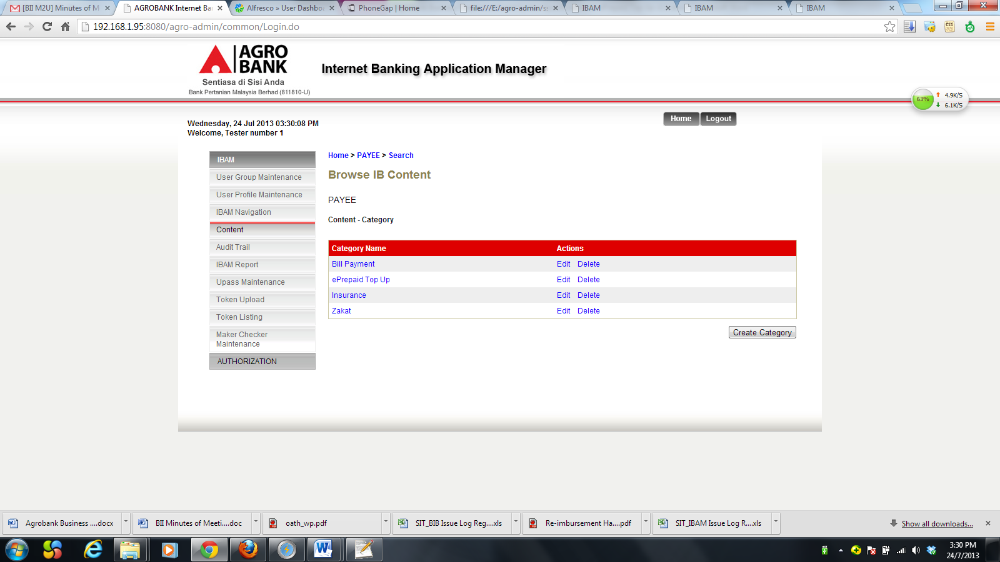 [BII M2U] Minutes of M
AGROBANK Internet Ba
Alfresco » User Dashbo
PhoneGap | Home
file:///E:/agro-admin/s
IBAM
IBAM
IBAM
192.168.1.95:8080/agro-admin/common/Login.do
AGRO
BANK
Sentiasa di Sisi Anda
Bank Pertanian Malaysia Berhad (811810-U)
Internet Banking Application Manager
63%
4.9K/S
6.1K/S
Wednesday, 24 Jul 2013 03:30:08 PM
Welcome, Tester number 1
Home
Logout
IBAM
User Group Maintenance
User Profile Maintenance
IBAM Navigation
Content
Audit Trail
IBAM Report
Upass Maintenance
Token Upload
Token Listing
Maker Checker
Maintenance
AUTHORIZATION
Home > PAYEE > Search
Browse IB Content
PAYEE
Content - Category
Category Name Actions
Bill Payment Edit Delete
ePrepaid Top Up Edit Delete
Insurance Edit Delete
Zakat Edit Delete
Create Category
Agrobank Business ....docx
BII Minutes of Meeti....doc
oath_wp.pdf
SIT_BIB Issue Log Reg....xls
Re-imbursement Ha....pdf
SIT_IBAM Issue Log R....xls
Show all downloads...
3:30 PM
24/7/2013